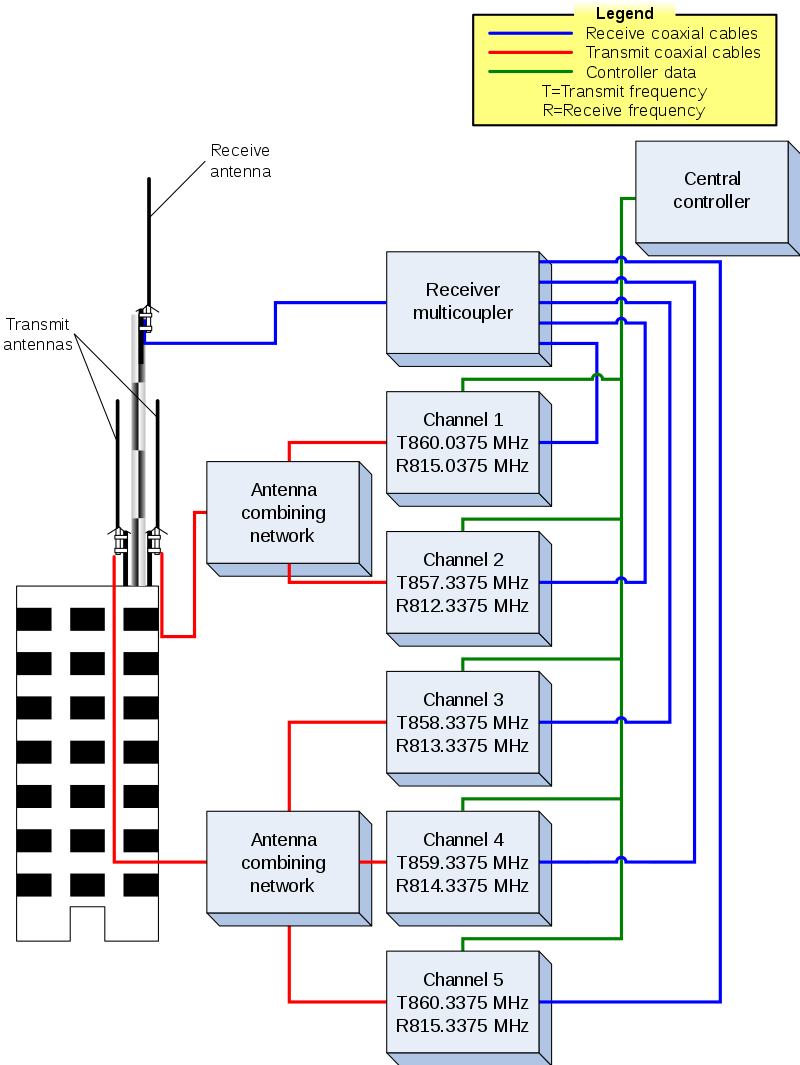 Legend
Receive coaxial cables
Transmit coaxial cables
Controller data
T=Transmit frequency
R=Receive frequency
Receive
antenna
Central
controller
Receiver
multicoupler
Transmit
antennas
Channel 1
T860.0375 MHz
R815.0375 MHz
Antenna
combining
network
Channel 2
T857.3375 MHz
R812.3375 MHz
Channel 3
T858.3375 MHz
R813.3375 MHz
Antenna
combining
network
Channel 4
T859.3375 MHz
R814.3375 MHz
Channel 5
T860.3375 MHz
R815.3375 MHz